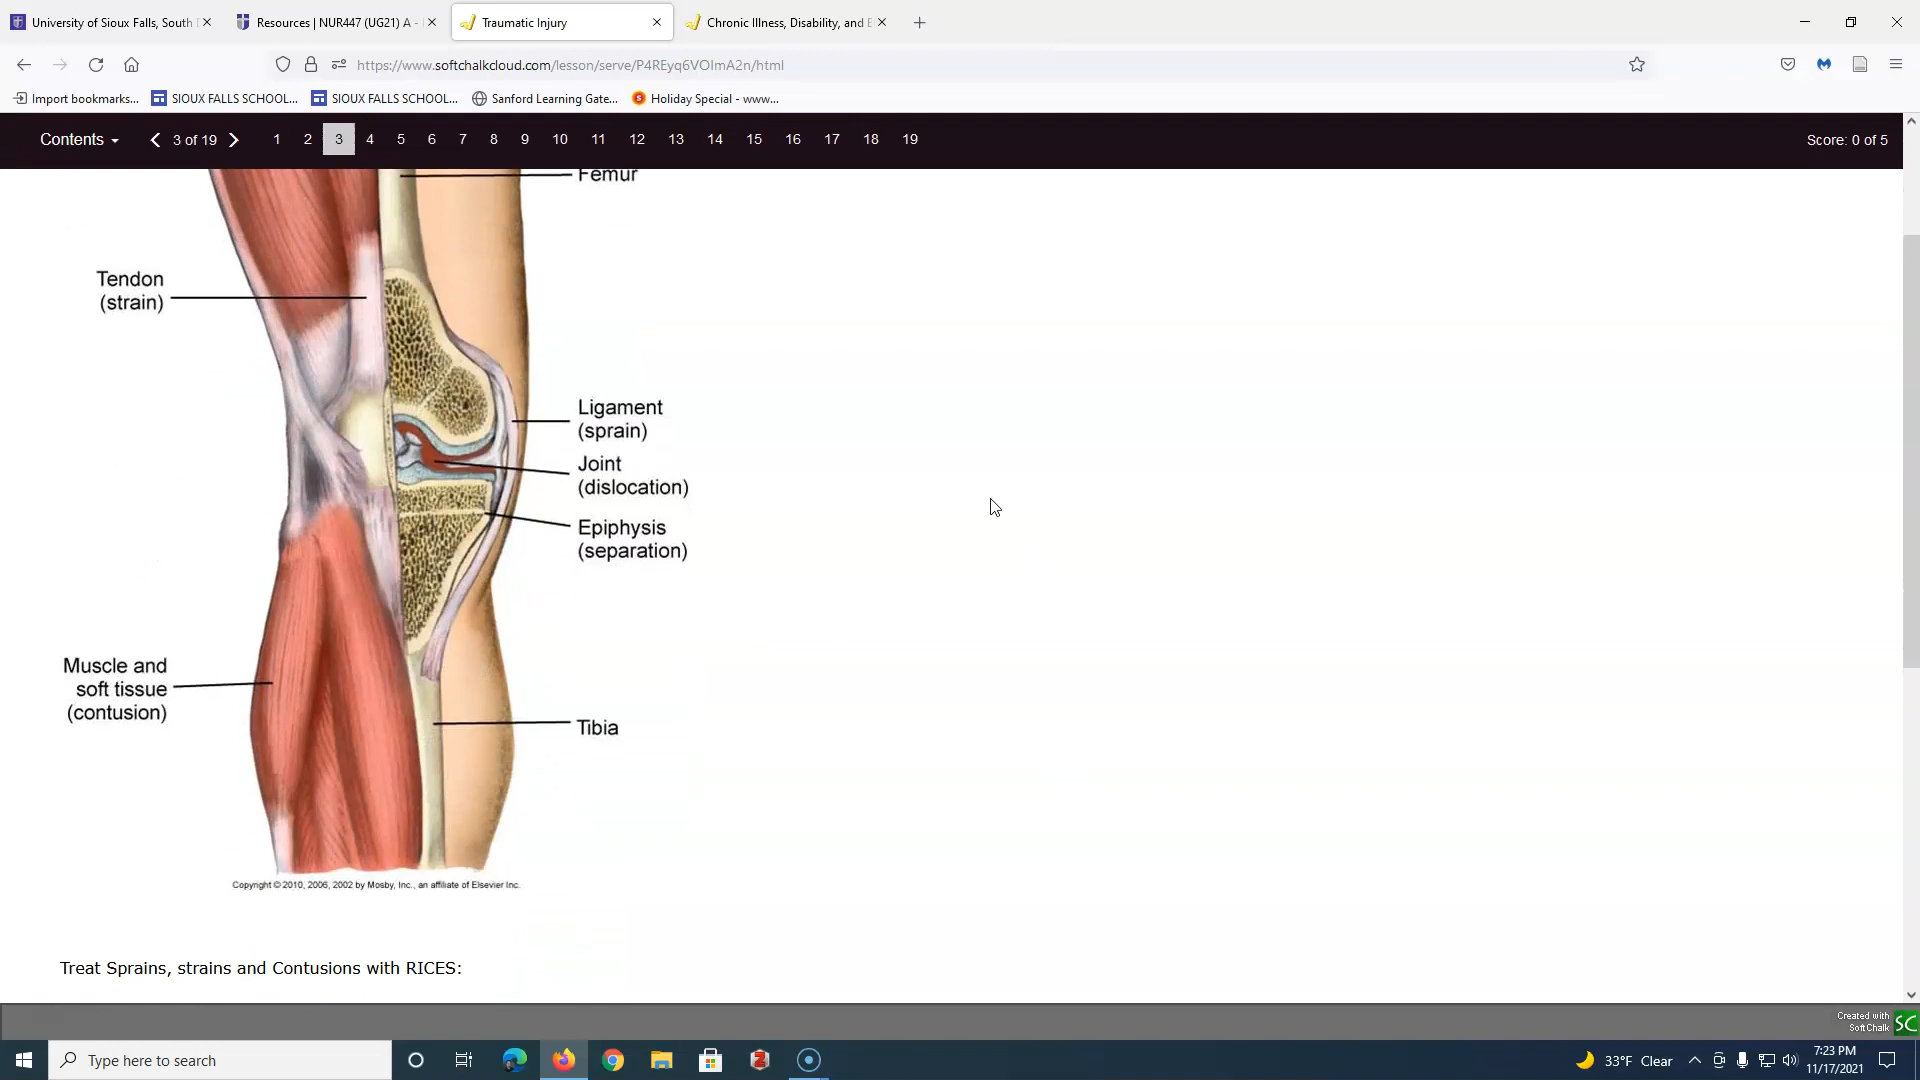 University of Sioux Falls, South
Resources | NUR447 (UG21) A -
Traumatic Injury
Chronic Illness, Disability, and
https://www.softchalkcloud.com/lesson/serve/P4REyq6VOImA2n/html
Import bookmarks...
SIOUX FALLS SCHOOL...
SIOUX FALLS SCHOOL...
Sanford Learning Gate...
Holiday Special - www...
Contents
3 of 19
1 2 3 4 5 6 7 8 9 10 11 12 13 14 15 16 17 18 19
Score: 0 of 5
Femur
Tendon
(strain)
Ligament
(sprain)
Joint
(dislocation)
Epiphysis
(separation)
Muscle and
soft tissue
(contusion)
Tibia
Copyright © 2010, 2006, 2002 by Mosby, Inc., an affiliate of Elsevier Inc.
Treat Sprains, strains and Contusions with RICES:
Created with
SoftChalk
SC
Type here to search
33°F Clear
7:23 PM
11/17/2021